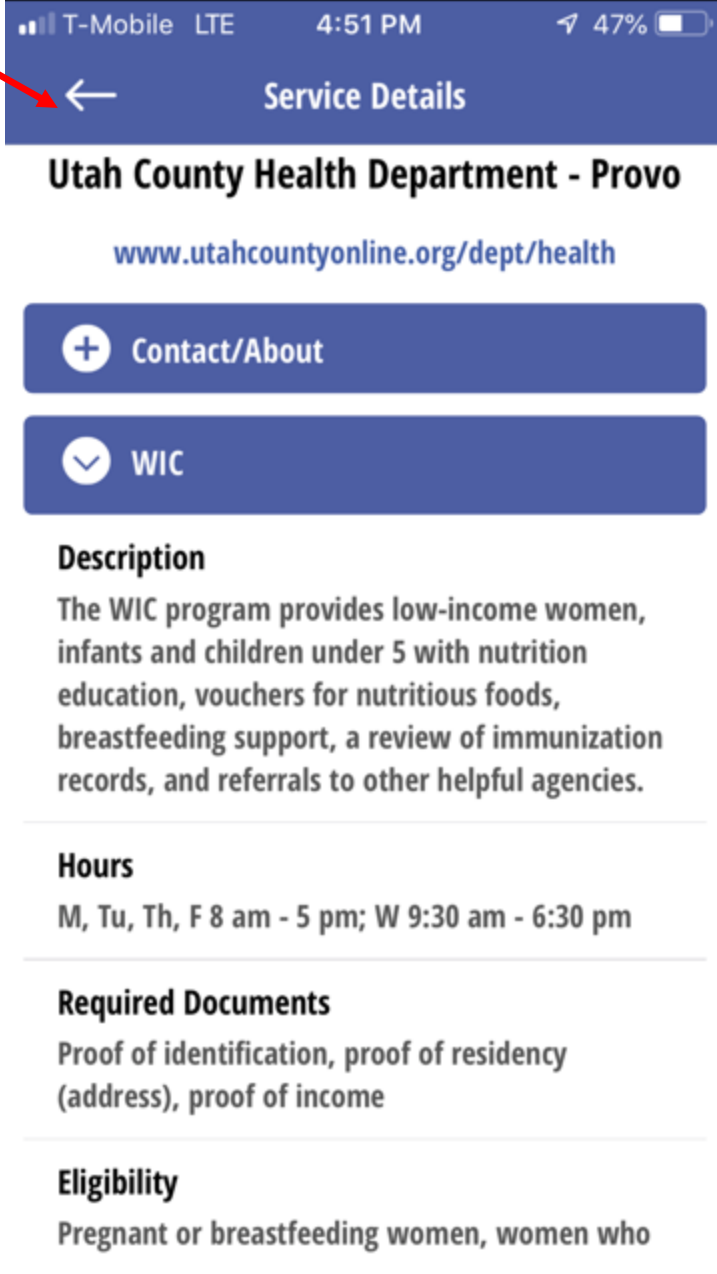 T-Mobile LTE 4:51 PM 47%
Service Details
Utah County Health Department - Provo
www.utahcountyonline.org/dept/health
Contact/About
WIC
Description
The WIC program provides low-income women,
infants and children under 5 with nutrition
education, vouchers for nutritious foods,
breastfeeding support, a review of immunization
records, and referrals to other helpful agencies.
Hours
M, Tu, Th, F 8 am - 5 pm; W 9:30 am - 6:30 pm
Required Documents
Proof of identification, proof of residency
(address), proof of income
Eligibility
Pregnant or breastfeeding women, women who